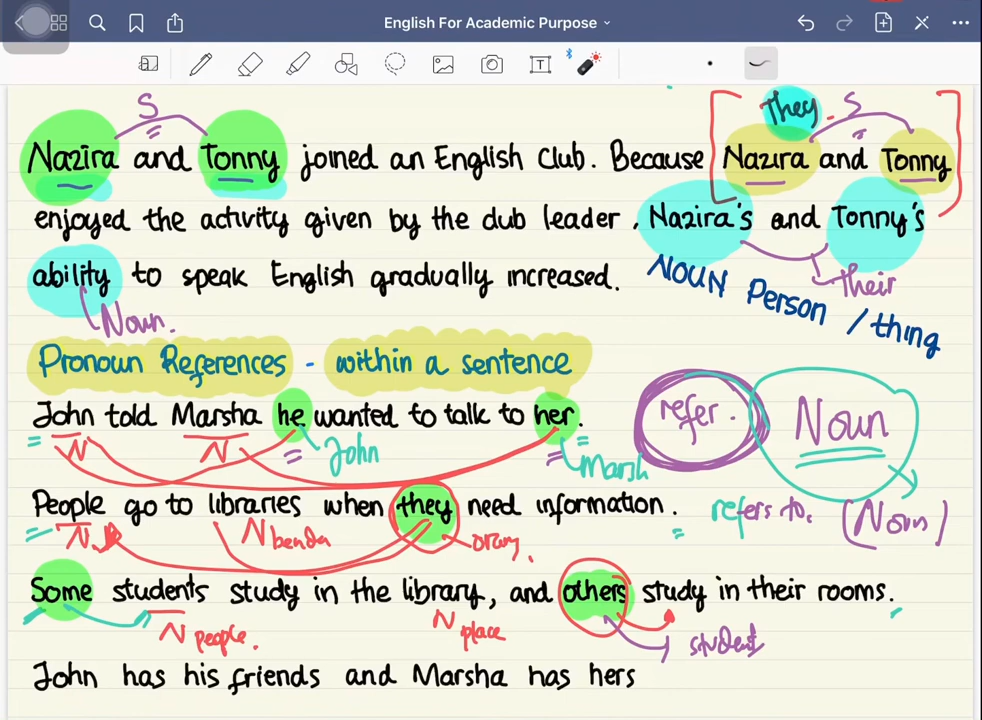 English For Academic Purpose
S
They
S
Nazira and Tonny joined an English Club. Because Nazira and Tonny
enjoyed the activity given by the club leader, Nazira's and Tonny's
ability to speak English gradually increased.
Their
Noun.
NOUN Person / thing
Pronoun References - within a sentence
John told Marsha he wanted to talk to her.
refer.
Noun
N
N
John
Marsh
People go to libraries when they need information.
refers to.
(Noun)
N
N benda
orang.
Some students study in the library, and others study in their rooms.
N people.
N place
student
John has his friends and Marsha has hers